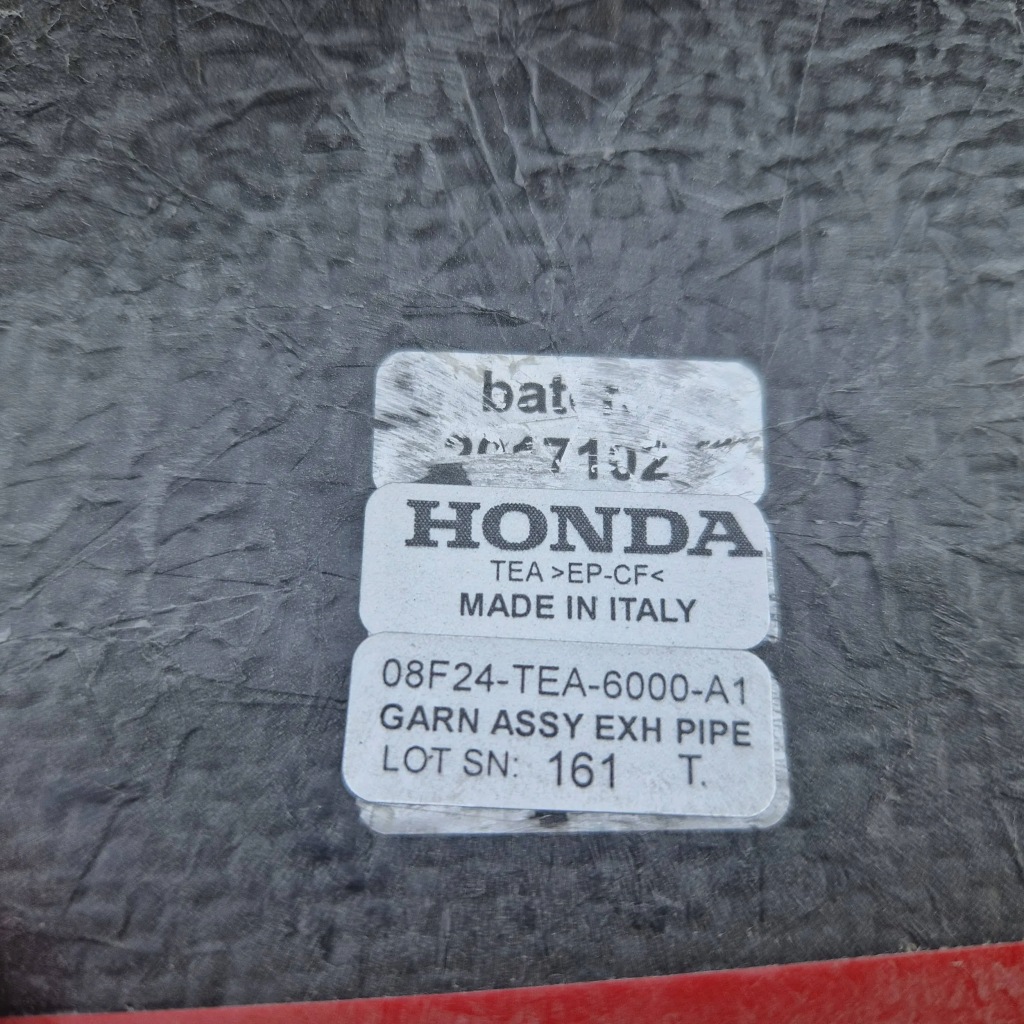 HONDA
TEA >EP-CF<
MADE IN ITALY
08F24-TEA-6000-A1
GARN ASSY EXH PIPE
LOT SN: 161 T.